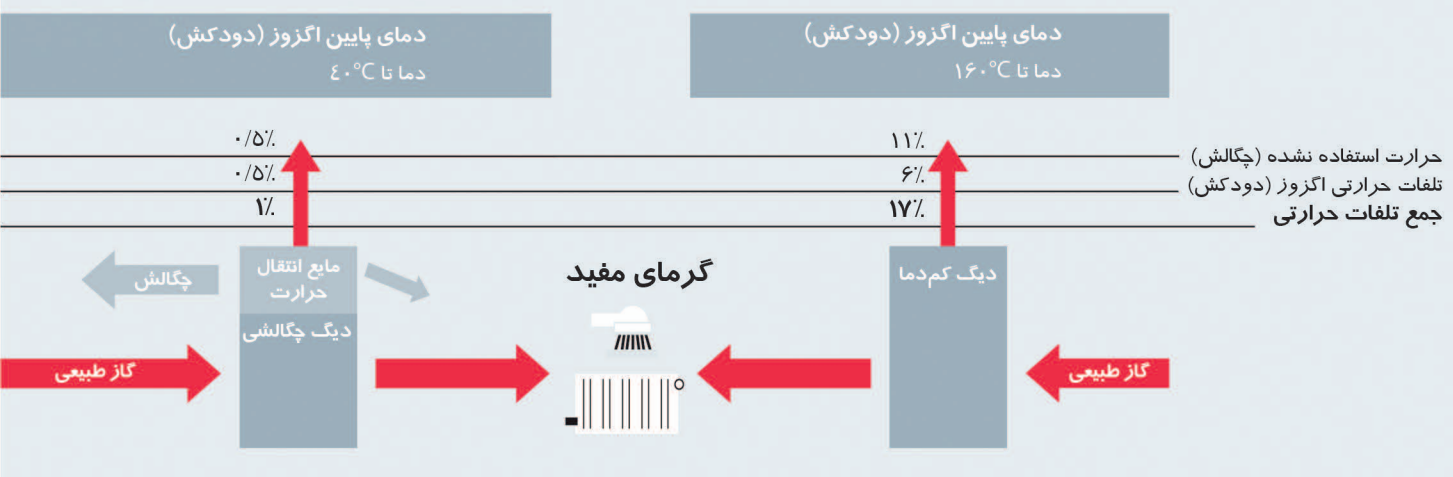 دمای پایین اگزوز (دودکش)
دما تا ۱۶۰°C
دمای پایین اگزوز (دودکش)
دما تا ٤۰°C
حرارت استفاده نشده (چگالش)
۱۱٪
۰/۵٪
تلفات حرارتی اگزوز (دودکش)
۶٪
۰/۵٪
جمع تلفات حرارتی
۱۷٪
۱٪
دیگ کم‌دما
گرمای مفید
مایع انتقال
حرارت
چگالش
دیگ چگالشی
گاز طبیعی
گاز طبیعی